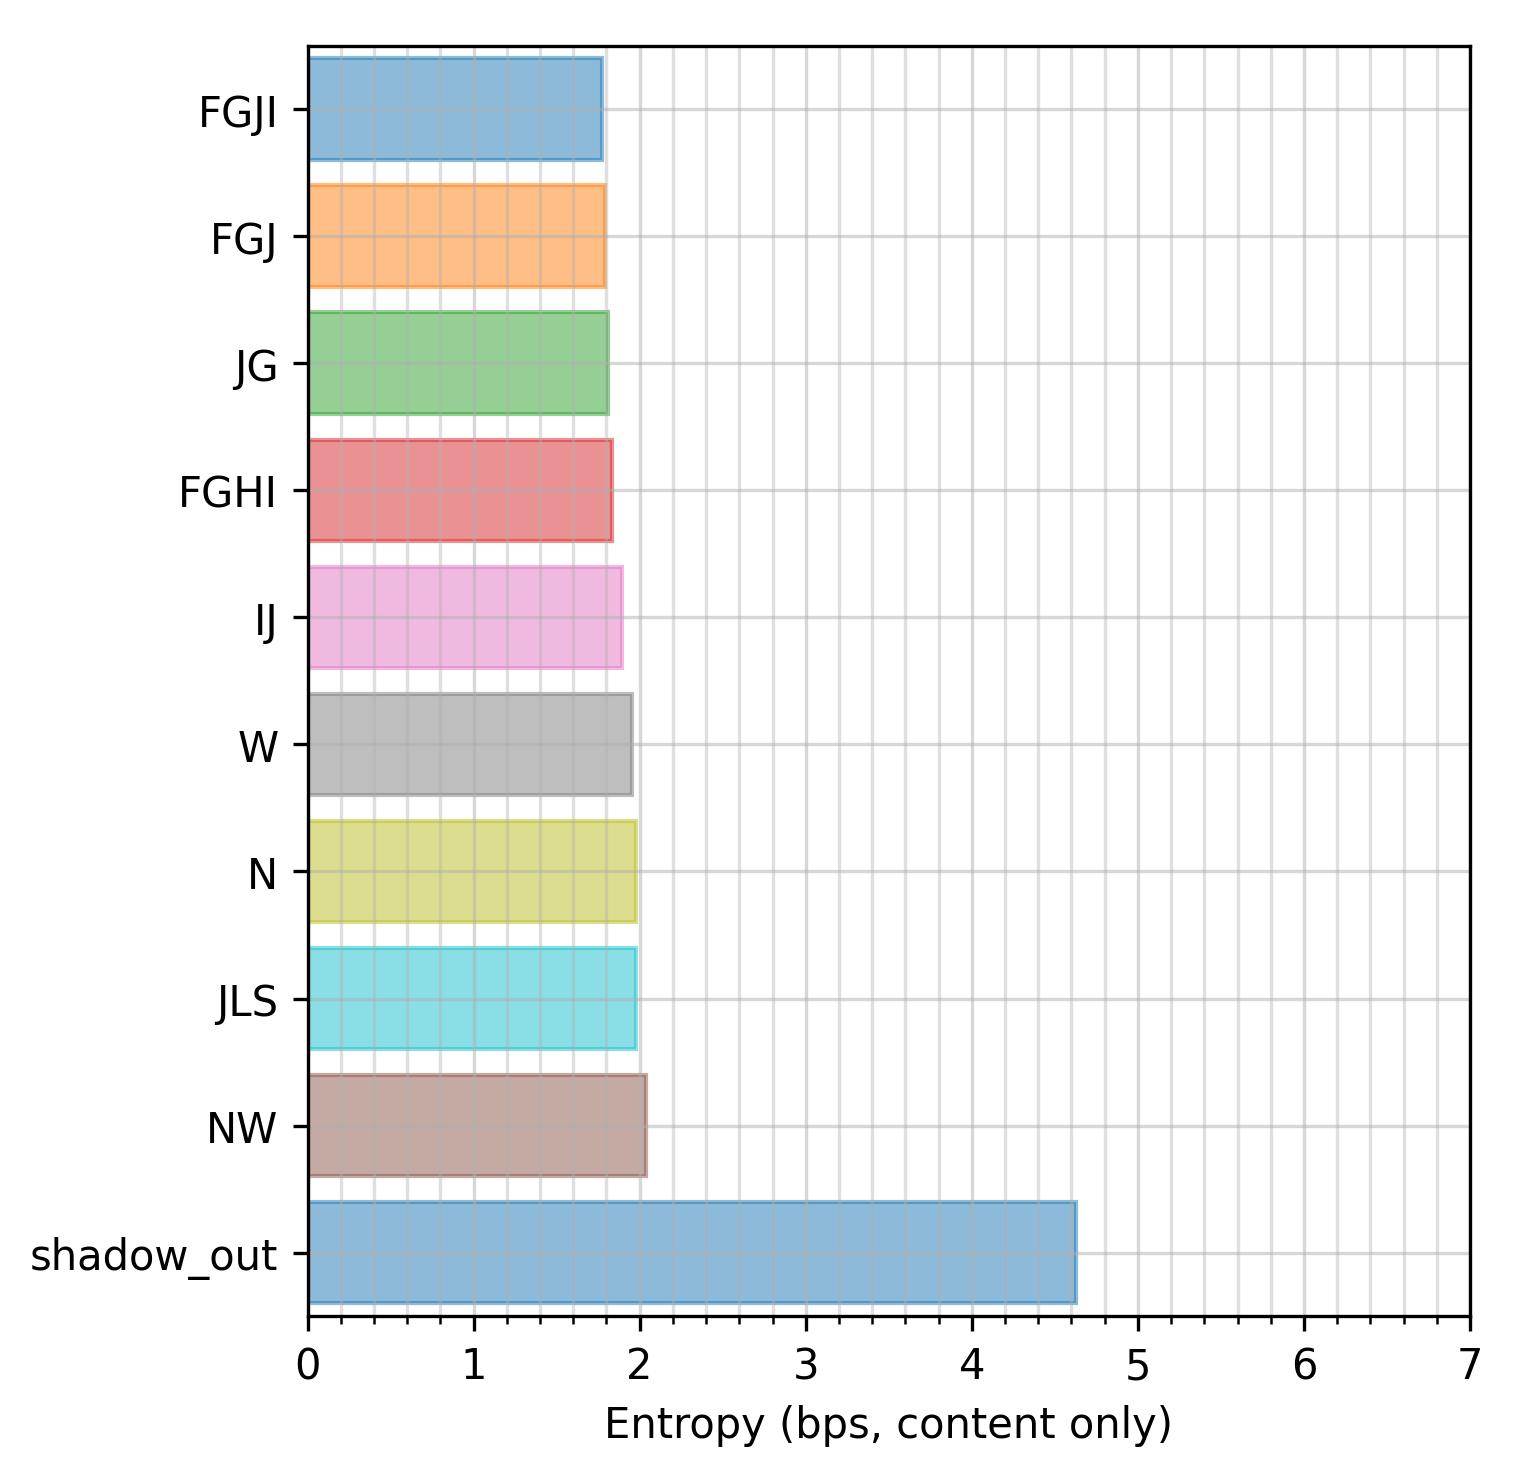 FGJI
FGJ
JG
FGHI
IJ
W
N
JLS
NW
shadow_out
0 1 2 3 4 5 6 7
Entropy (bps, content only)